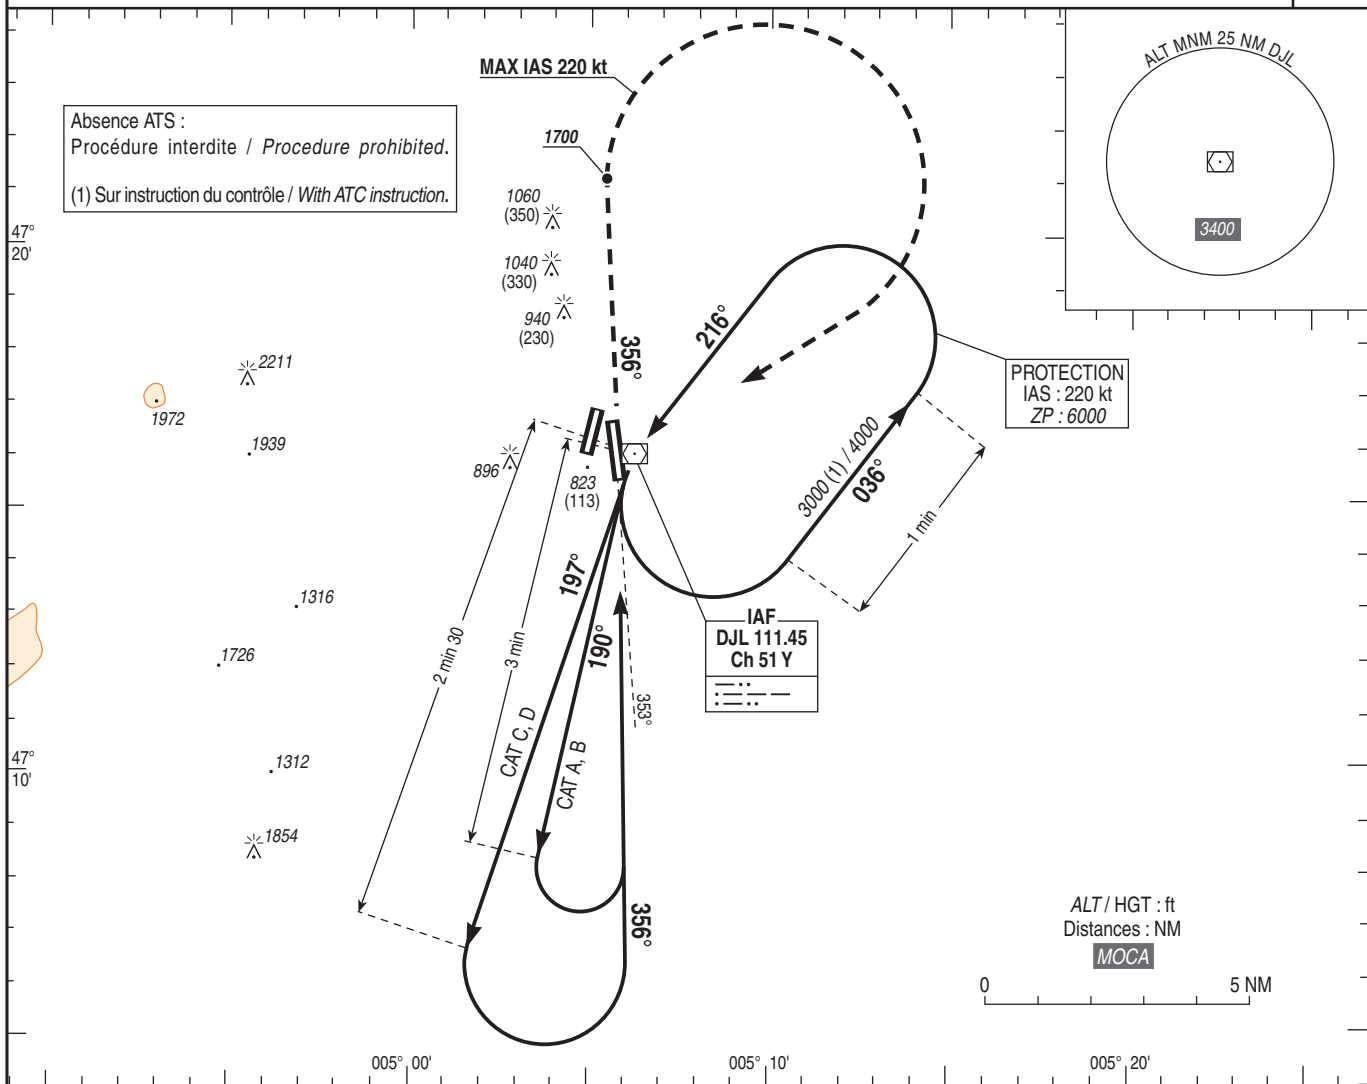 MAX IAS 220 kt
ALT MNM 25 NM DJL
3400
Absence ATS :
Procédure interdite / Procedure prohibited.
(1) Sur instruction du contrôle / With ATC instruction.
1700
1060
(350)
1040
(330)
940
(230)
47°
20'
356°
216°
2211
1972
1939
896
823
(113)
PROTECTION
IAS : 220 kt
ZP : 6000
3000 (1) / 4000
036°
1 min
197°
190°
3 min
2 min 30
1316
1726
IAF
DJL 111.45
Ch 51 Y
353°
CAT C, D
CAT A, B
47°
10'
1312
1854
356°
ALT / HGT : ft
Distances : NM
MOCA
0
5 NM
005° 00'
005° 10'
005° 20'